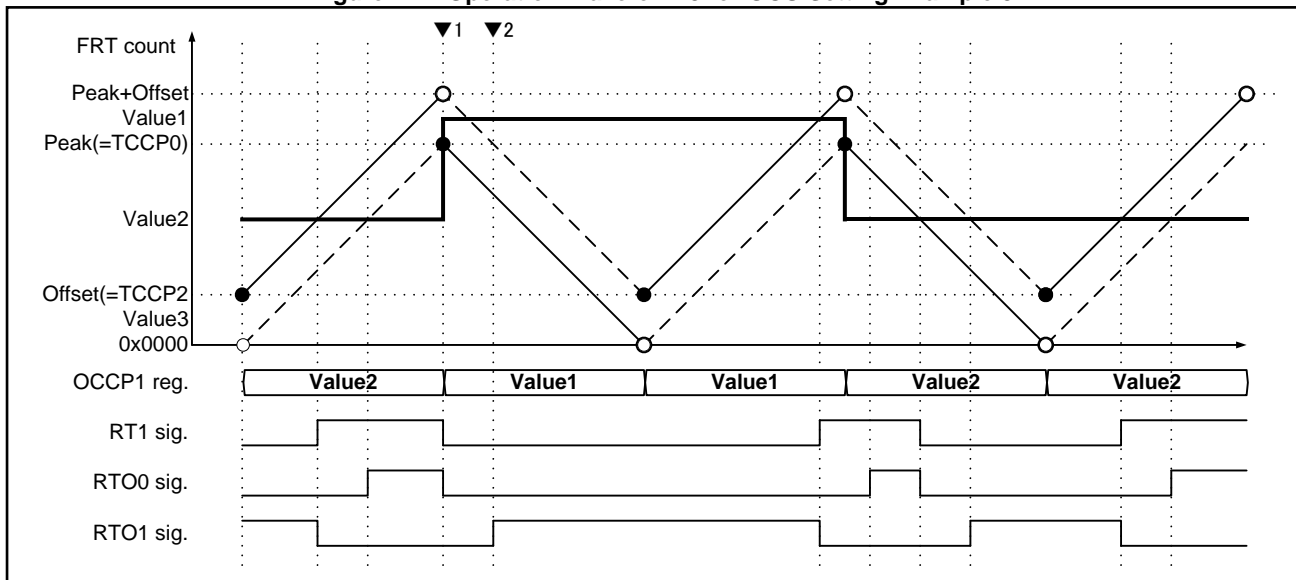 ▼1 ▼2
FRT count
Peak+Offset
Value1
Peak(=TCCP0)
Value2
Offset(=TCCP2
Value3
0x0000
OCCP1 reg. Value2 Value1 Value1 Value2 Value2
RT1 sig.
RTO0 sig.
RTO1 sig.